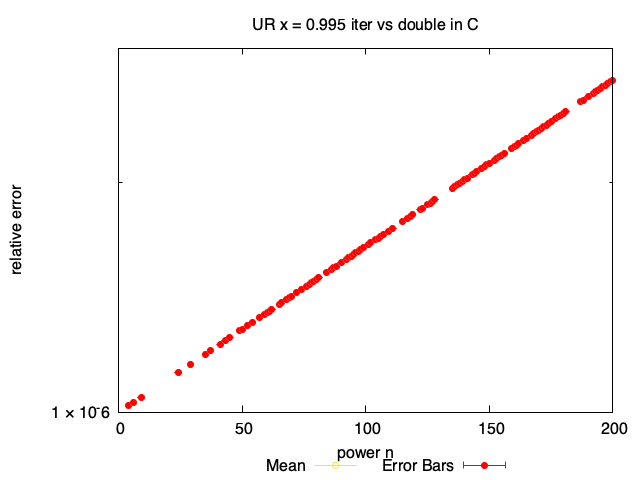 UR x = 0.995 iter vs double in C
relative error
1 × 10-6
0 50 100 150 200
power n
Mean Error Bars